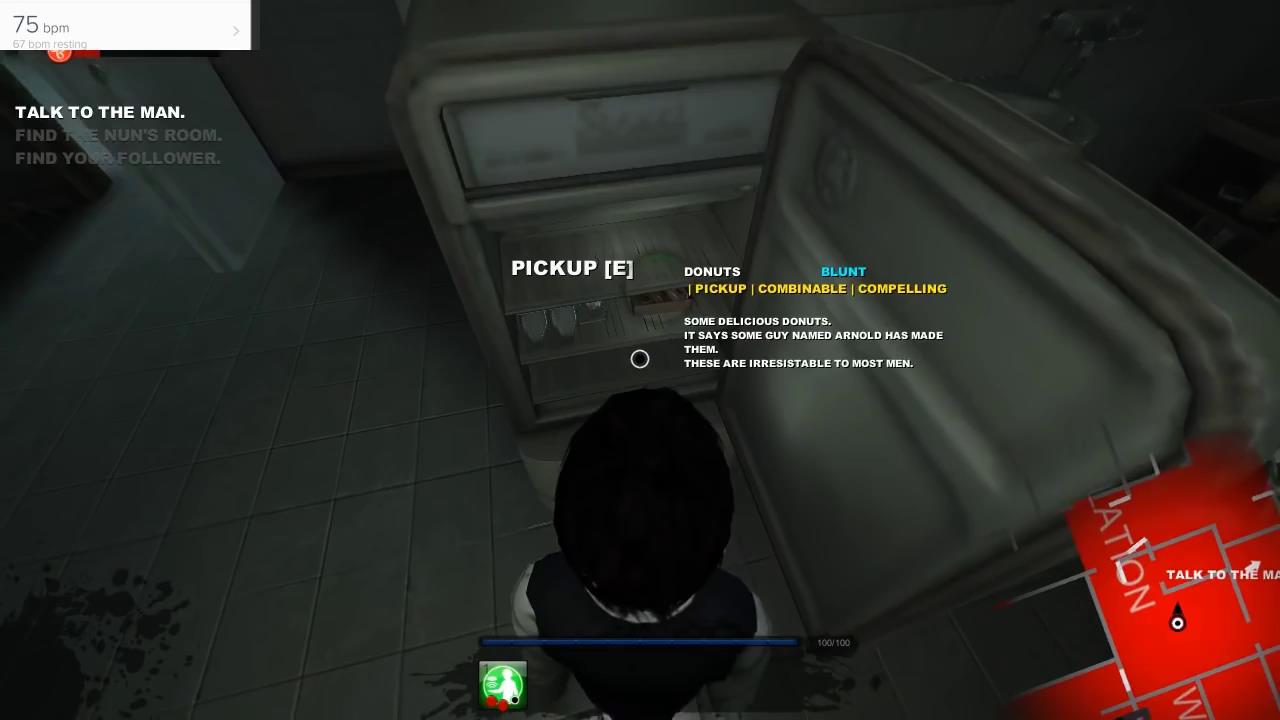 75 bpm
67 bpm resting
TALK TO THE MAN.
FIND THE NUN'S ROOM.
FIND YOUR FOLLOWER.
PICKUP [E]
DONUTS BLUNT
| PICKUP | COMBINABLE | COMPELLING
SOME DELICIOUS DONUTS.
IT SAYS SOME GUY NAMED ARNOLD HAS MADE
THEM.
THESE ARE IRRESISTABLE TO MOST MEN.
ATION
TALK TO THE MA
100/100
W